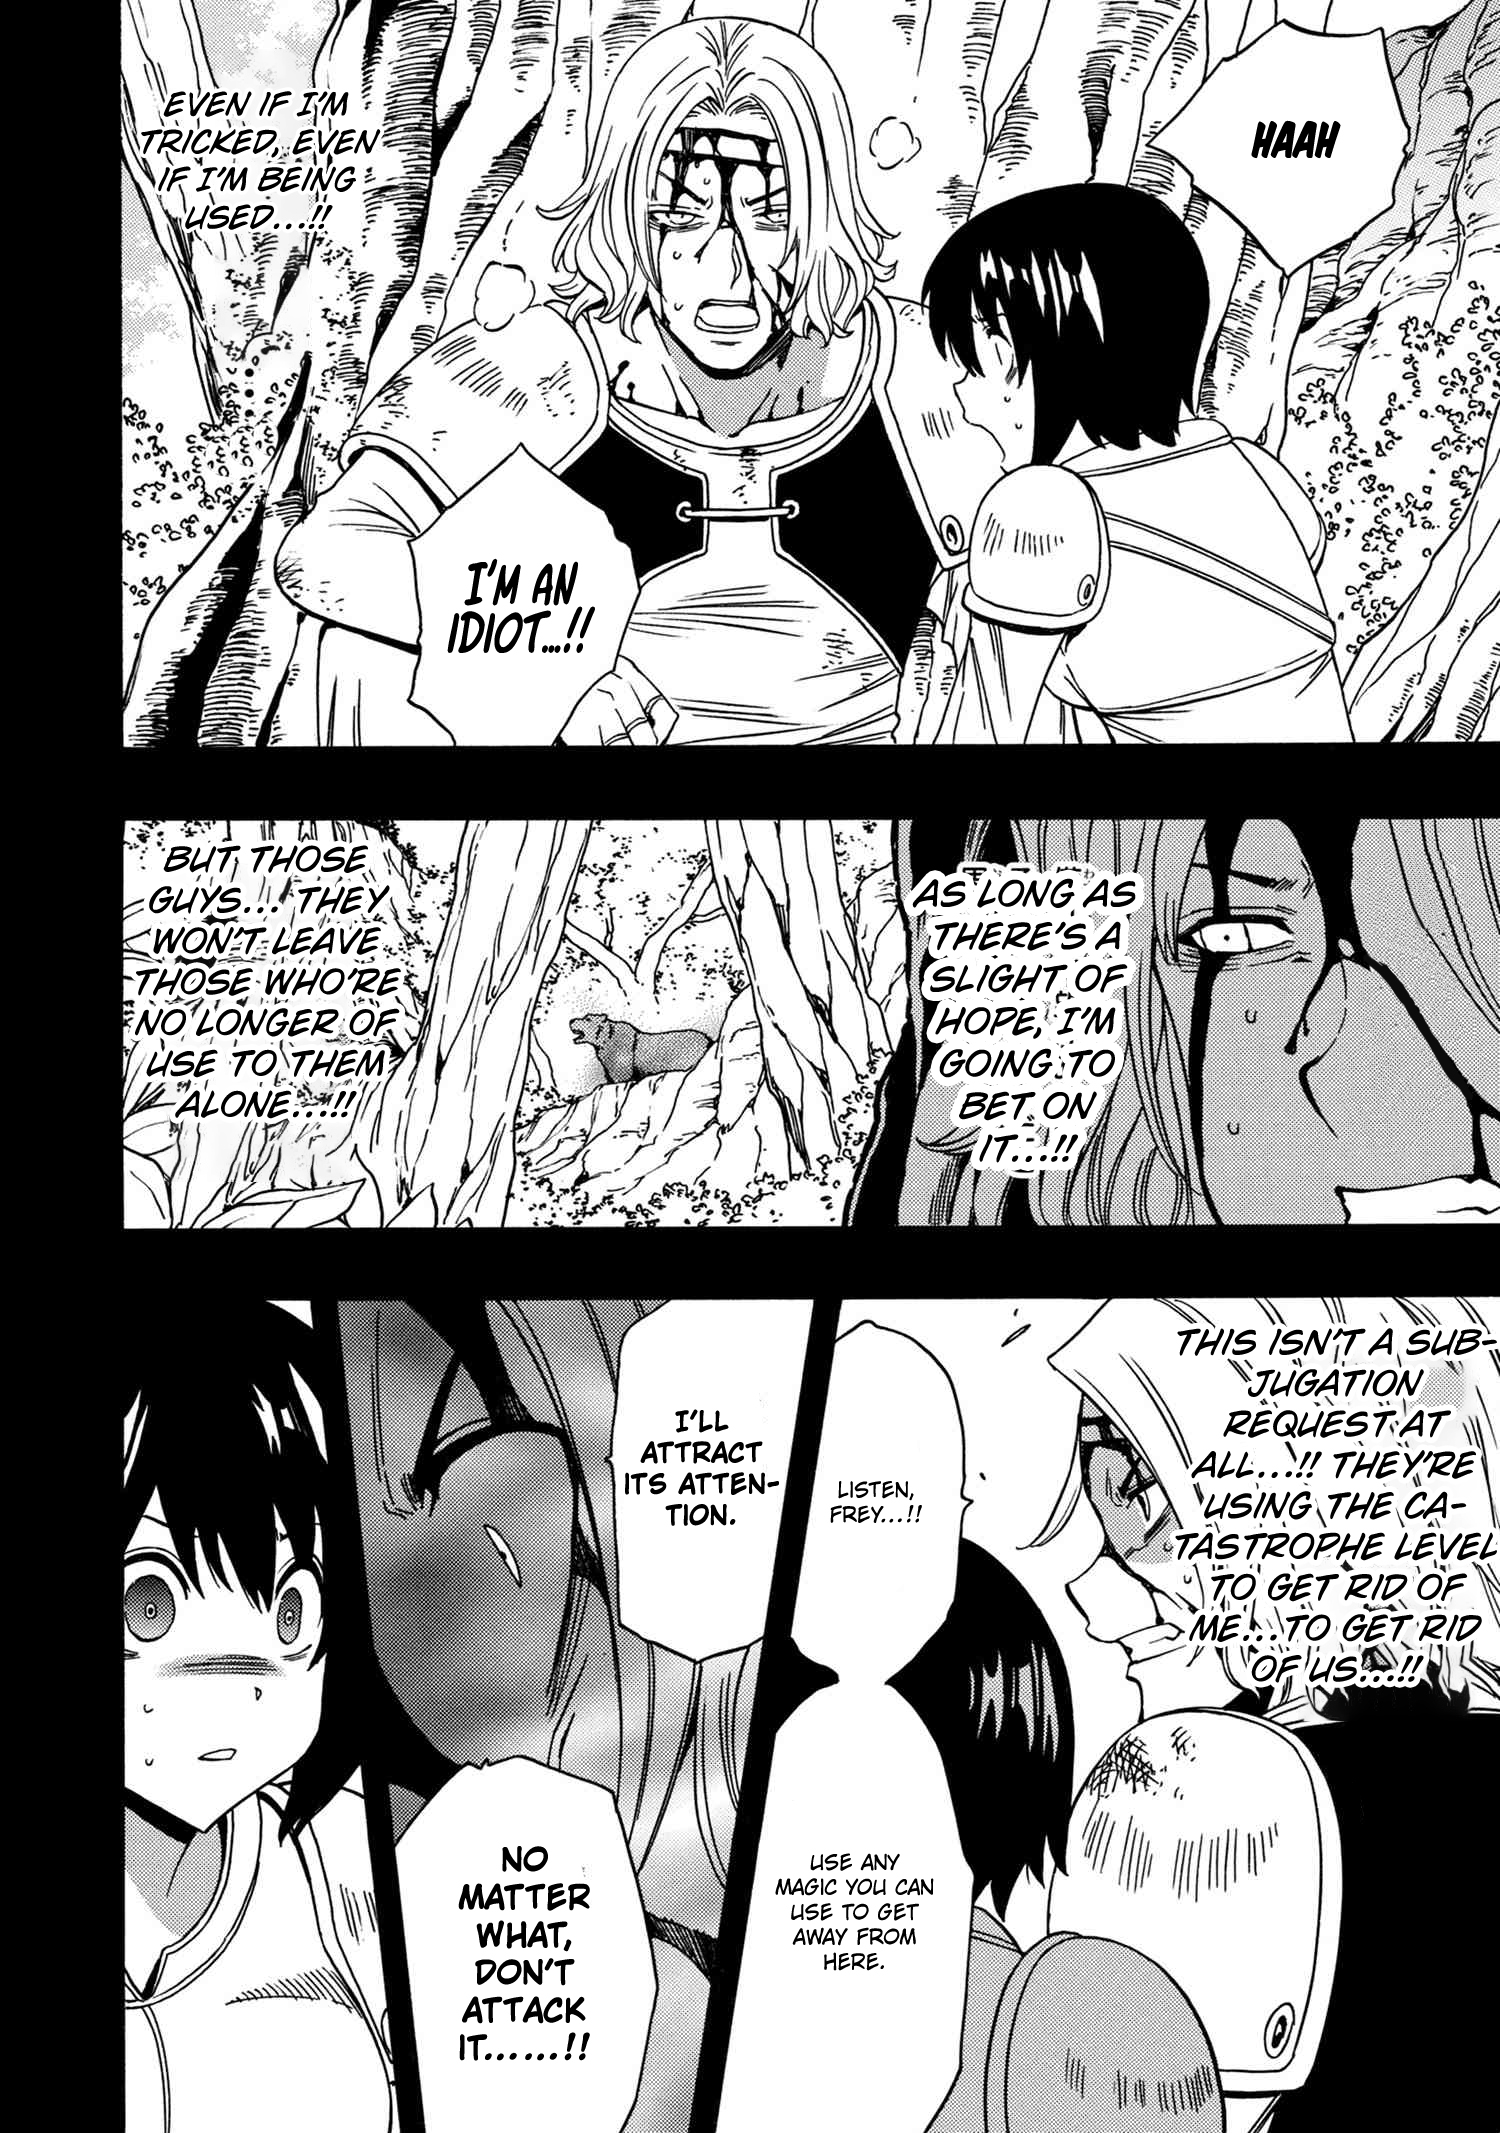 HAAH
I'M AN
IDIOT...!!
EVEN IF I'M
TRICKED, EVEN
IF I'M BEING
USED...!!
AS LONG AS
THERE'S A
SLIGHT OF
HOPE, I'M
GOING TO
BET ON
IT...!!
BUT THOSE
GUYS... THEY
WON'T LEAVE
THOSE WHO'RE
NO LONGER OF
USE TO THEM
ALONE...!!
THIS ISN'T A SUB-
JUGATION
REQUEST AT
ALL...!! THEY'RE
USING THE CA-
TASTROPHE LEVEL
TO GET RID OF
ME...TO GET RID
OF US...!!
LISTEN,
FREY...!!
USE ANY
MAGIC YOU CAN
USE TO GET
AWAY FROM
HERE.
I'LL
ATTRACT
ITS ATTEN-
TION.
NO
MATTER
WHAT,
DON'T
ATTACK
IT......!!